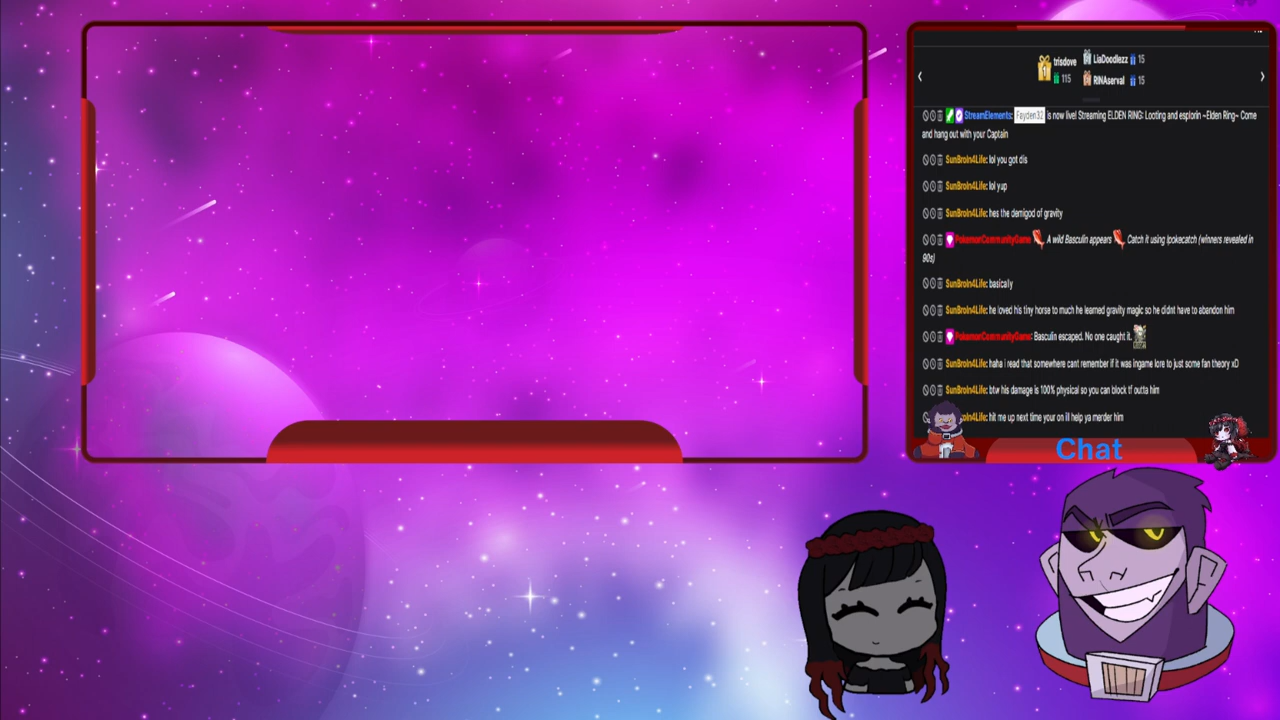 trisdove
115
LiaDoodlezz 15
RINAserval 15
StreamElements: Fayden32 is now live! Streaming ELDEN RING: Looting and esplorin ~Elden Ring~ Come
and hang out with your Captain
SunBroIn4Life: lol you got dis
SunBroIn4Life: lol yup
SunBroIn4Life: hes the demigod of gravity
PokemonCommunityGame A wild Basculin appears Catch it using !pokecatch (winners revealed in
90s)
SunBroIn4Life: basically
SunBroIn4Life: he loved his tiny horse to much he learned gravity magic so he didnt have to abandon him
PokemonCommunityGame: Basculin escaped. No one caught it.
SunBroIn4Life: haha i read that somewhere cant remember if it was ingame lore to just some fan theory xD
SunBroIn4Life: btw his damage is 100% physical so you can block tf outta him
oIn4Life: hit me up next time your on ill help ya merder him
Chat